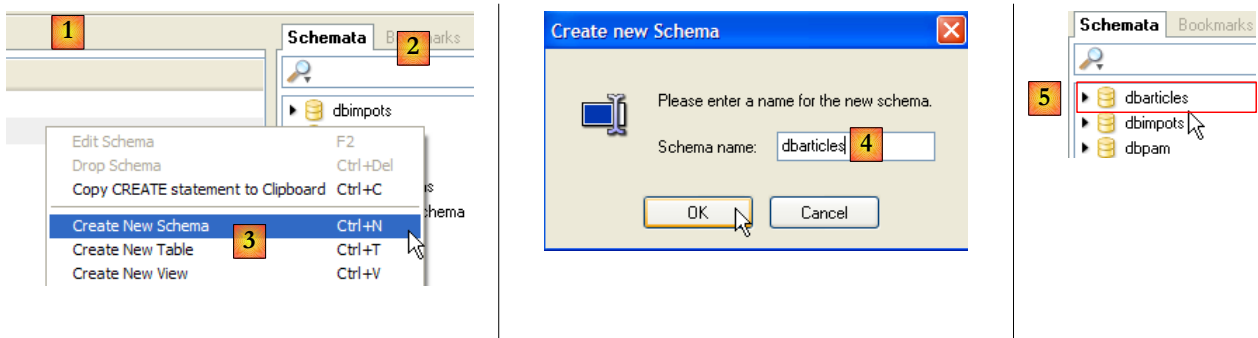 1
Schemata
2
dbimpots
Edit Schema F2
Drop Schema Ctrl+Del
Copy CREATE statement to Clipboard Ctrl+C
Create New Schema Ctrl+N
3
Create New Table Ctrl+T
Create New View Ctrl+V
Create new Schema
Please enter a name for the new schema.
Schema name: dbarticles 4
OK Cancel
Schemata Bookmarks
5 dbarticles
dbimpots
dbpam